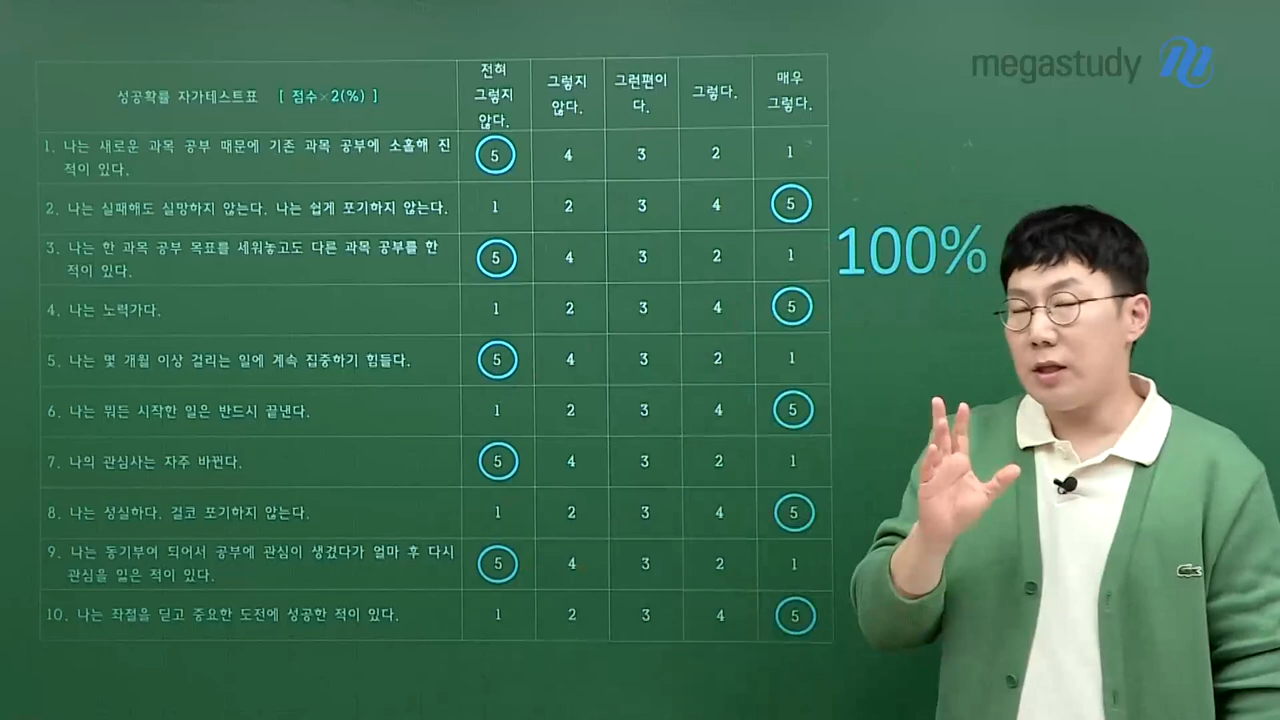 megastudy
성공확률 자가테스트표 [ 점수×2(%) ]
전혀
그렇지
않다.
그렇지
않다.
그런편이
다.
그렇다.
매우
그렇다.
1. 나는 새로운 과목 공부 때문에 기존 과목 공부에 소홀해 진
적이 있다.
5 4 3 2 1
2. 나는 실패해도 실망하지 않는다. 나는 쉽게 포기하지 않는다.
1 2 3 4 5
3. 나는 한 과목 공부 목표를 세워놓고도 다른 과목 공부를 한
적이 있다.
5 4 3 2 1
100%
4. 나는 노력가다.
1 2 3 4 5
5. 나는 몇 개월 이상 걸리는 일에 계속 집중하기 힘들다.
5 4 3 2 1
6. 나는 뭐든 시작한 일은 반드시 끝낸다.
1 2 3 4 5
7. 나의 관심사는 자주 바뀐다.
5 4 3 2 1
8. 나는 성실하다. 결코 포기하지 않는다.
1 2 3 4 5
9. 나는 동기부여 되어서 공부에 관심이 생겼다가 얼마 후 다시
관심을 잃은 적이 있다.
5 4 3 2 1
10. 나는 좌절을 딛고 중요한 도전에 성공한 적이 있다.
1 2 3 4 5